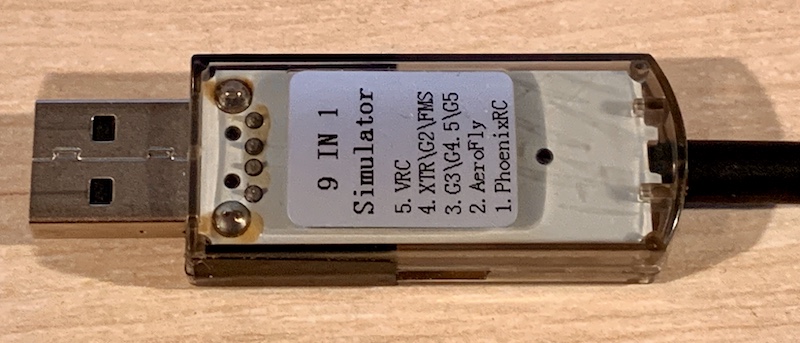 9 IN 1
Simulator
5. VRC
4. XTR\G2\FMS
3. G3\G4.5\G5
2. AeroFly
1. PhoenixRC